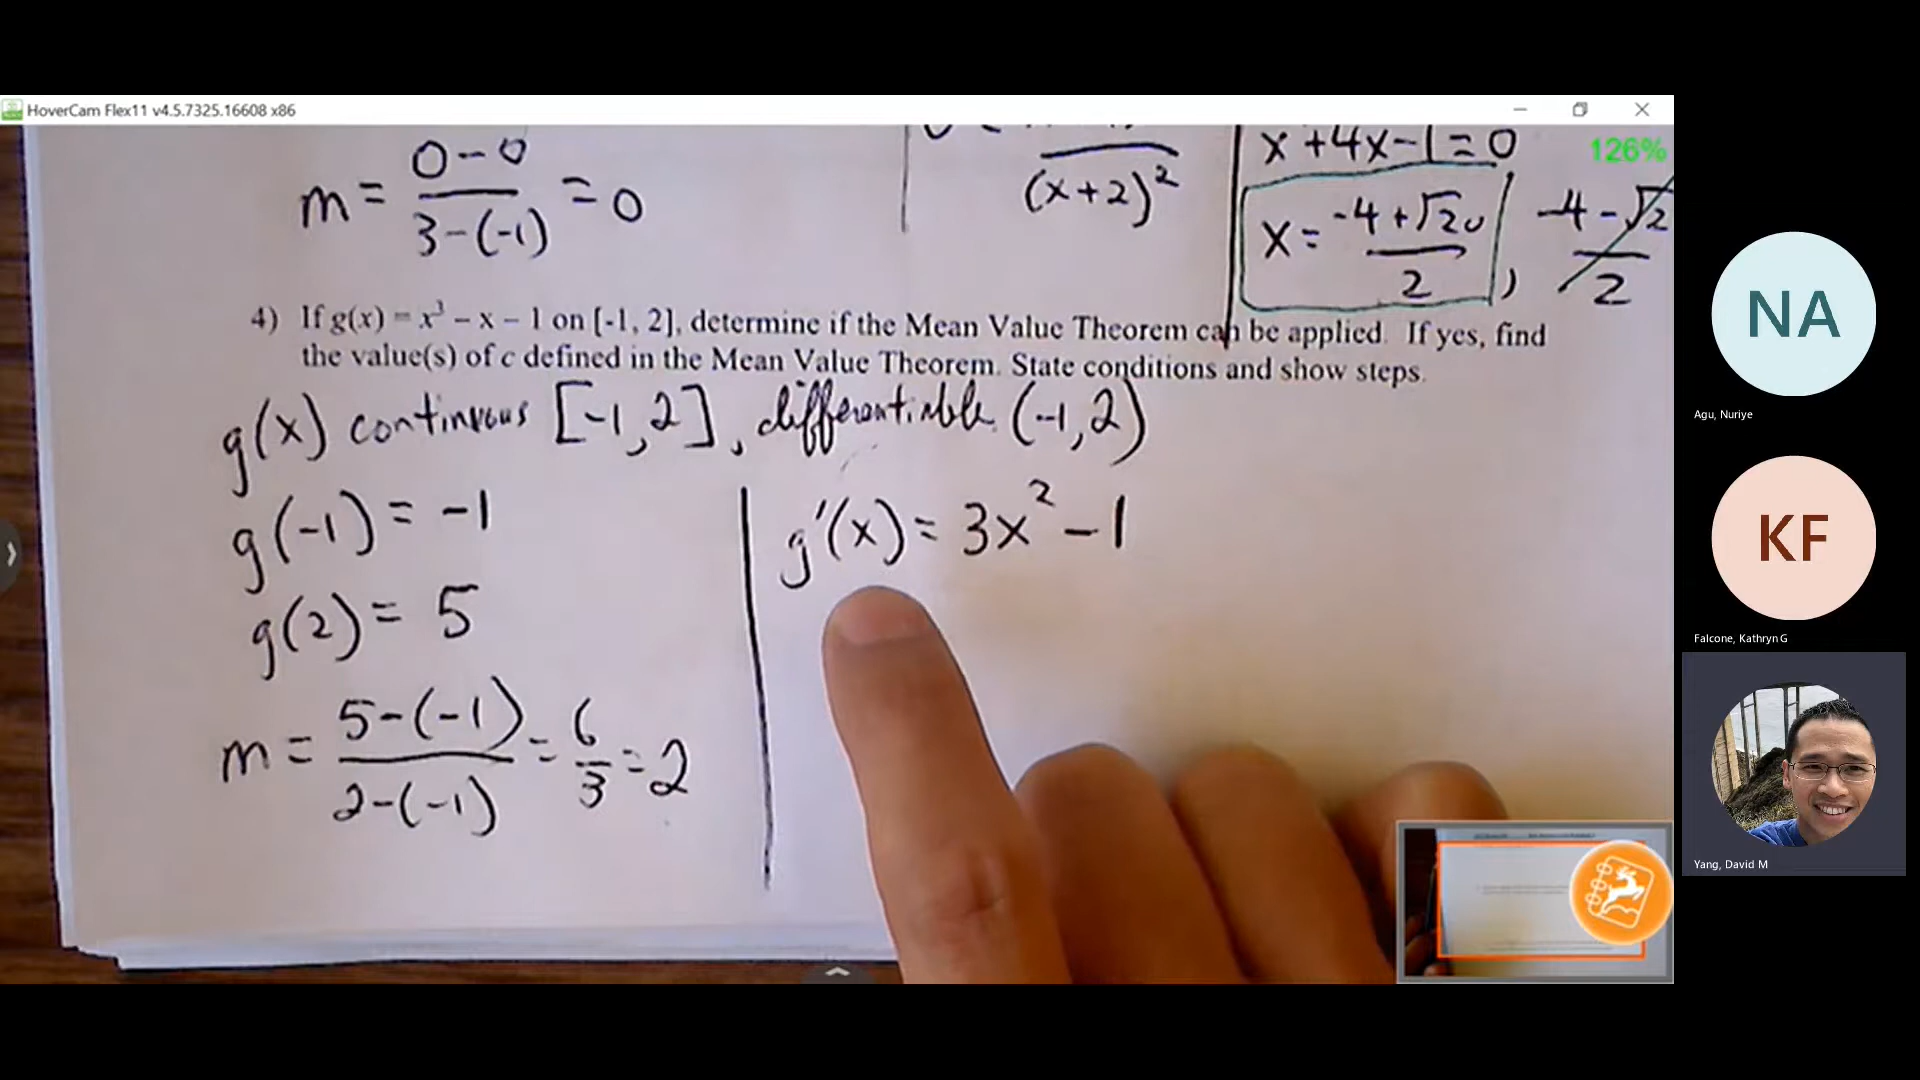 HoverCam Flex11 v4.5.7325.16608 x86
126%
m = 0-0 / 3-(-1) = 0
(x+2)²
x +4x-1=0
x = -4+√20 / 2 , -4-√2 / 2
4) If g(x) = x³ – x – 1 on [-1, 2], determine if the Mean Value Theorem can be applied. If yes, find
the value(s) of c defined in the Mean Value Theorem. State conditions and show steps.
g(x) continuous [-1,2], differentiable (-1,2)
g(-1) = -1
g(2) = 5
m = 5-(-1) / 2-(-1) = 6/3 = 2
g'(x) = 3x² - 1
NA
Agu, Nuriye
KF
Falcone, Kathryn G
Yang, David M